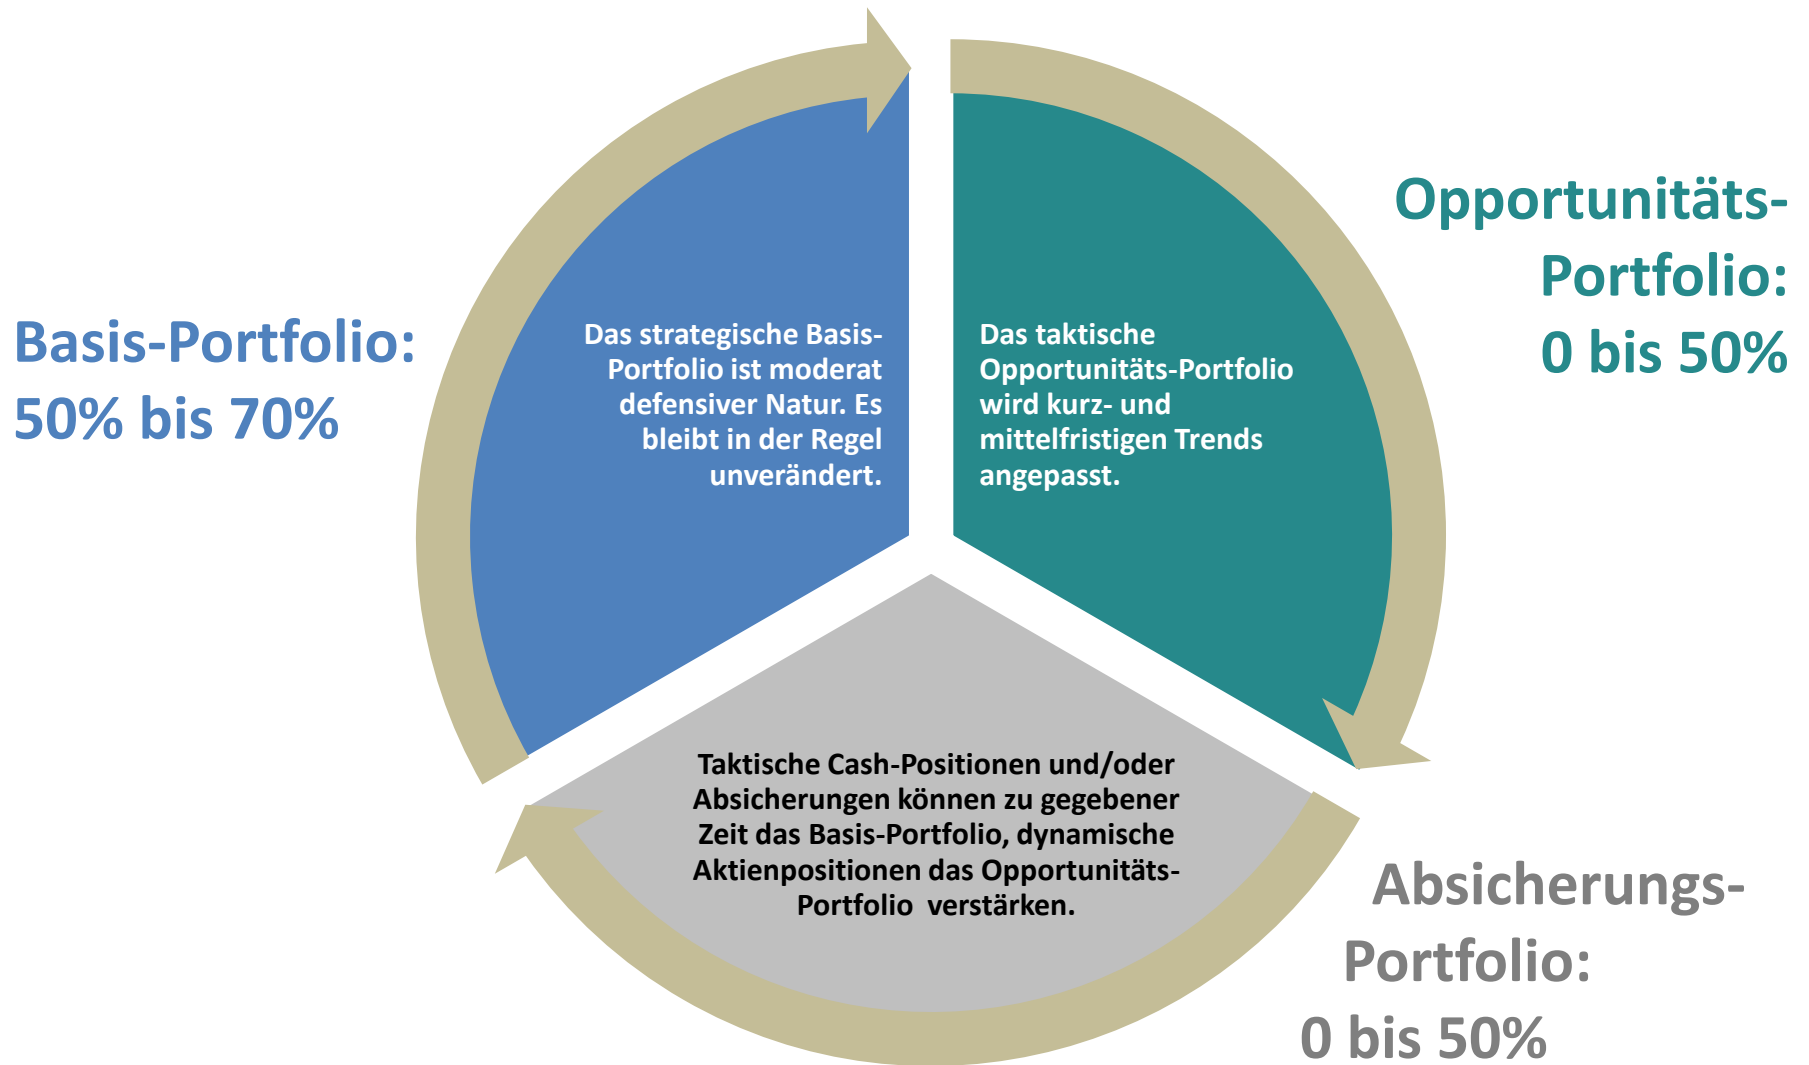 Basis-Portfolio:
50% bis 70%
Das strategische Basis-
Portfolio ist moderat
defensiver Natur. Es
bleibt in der Regel
unverändert.
Das taktische
Opportunitäts-Portfolio
wird kurz- und
mittelfristigen Trends
angepasst.
Opportunitäts-
Portfolio:
0 bis 50%
Taktische Cash-Positionen und/oder
Absicherungen können zu gegebener
Zeit das Basis-Portfolio, dynamische
Aktienpositionen das Opportunitäts-
Portfolio  verstärken.
Absicherungs-
Portfolio:
0 bis 50%